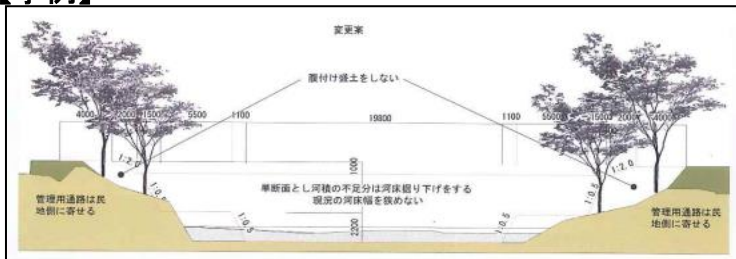 変更案
腹付け盛土をしない
4000 2000 1500 5500 1100 19800 1100 5500 15000 2000 4000
1:2.0 1000 1:2.0
単断面とし河積の不足分は河床掘り下げをする
現況の河床幅を狭めない
管理用通路は民
地側に寄せる
1:0.5 1:0.5 2200 1:0.5 1:0.5
管理用通路は民
地側に寄せる